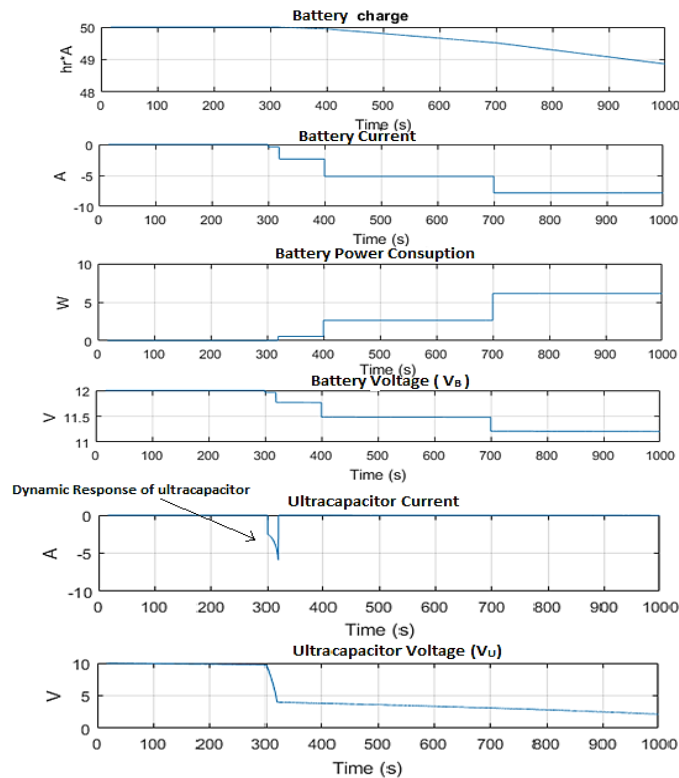 Battery charge
50
49
48
hr*A
0 100 200 300 400 500 600 700 800 900 1000
Time (s)
Battery Current
0
-5
-10
A
0 100 200 300 400 500 600 700 800 900 1000
Time (s)
Battery Power Consuption
10
5
0
W
0 100 200 300 400 500 600 700 800 900 1000
Time (s)
Battery Voltage ( VB )
12
11.5
11
V
0 100 200 300 400 500 600 700 800 900 1000
Time (s)
Dynamic Response of ultracapacitor
Ultracapacitor Current
0
-5
-10
A
0 100 200 300 400 500 600 700 800 900 1000
Time (s)
Ultracapacitor Voltage (VU)
10
5
0
V
0 100 200 300 400 500 600 700 800 900 1000
Time (s)